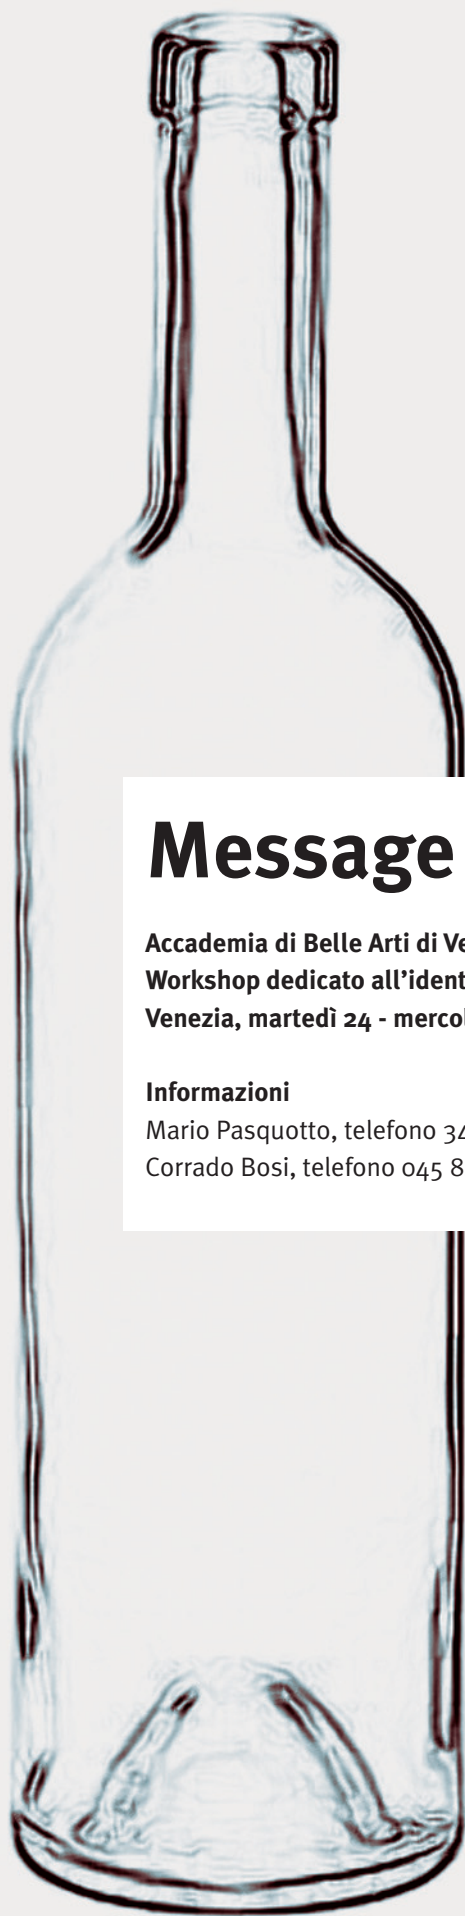 Message
Accademia di Belle Arti di Ve
Workshop dedicato all’ident
Venezia, martedì 24 - mercol
Informazioni
Mario Pasquotto, telefono 34
Corrado Bosi, telefono 045 8